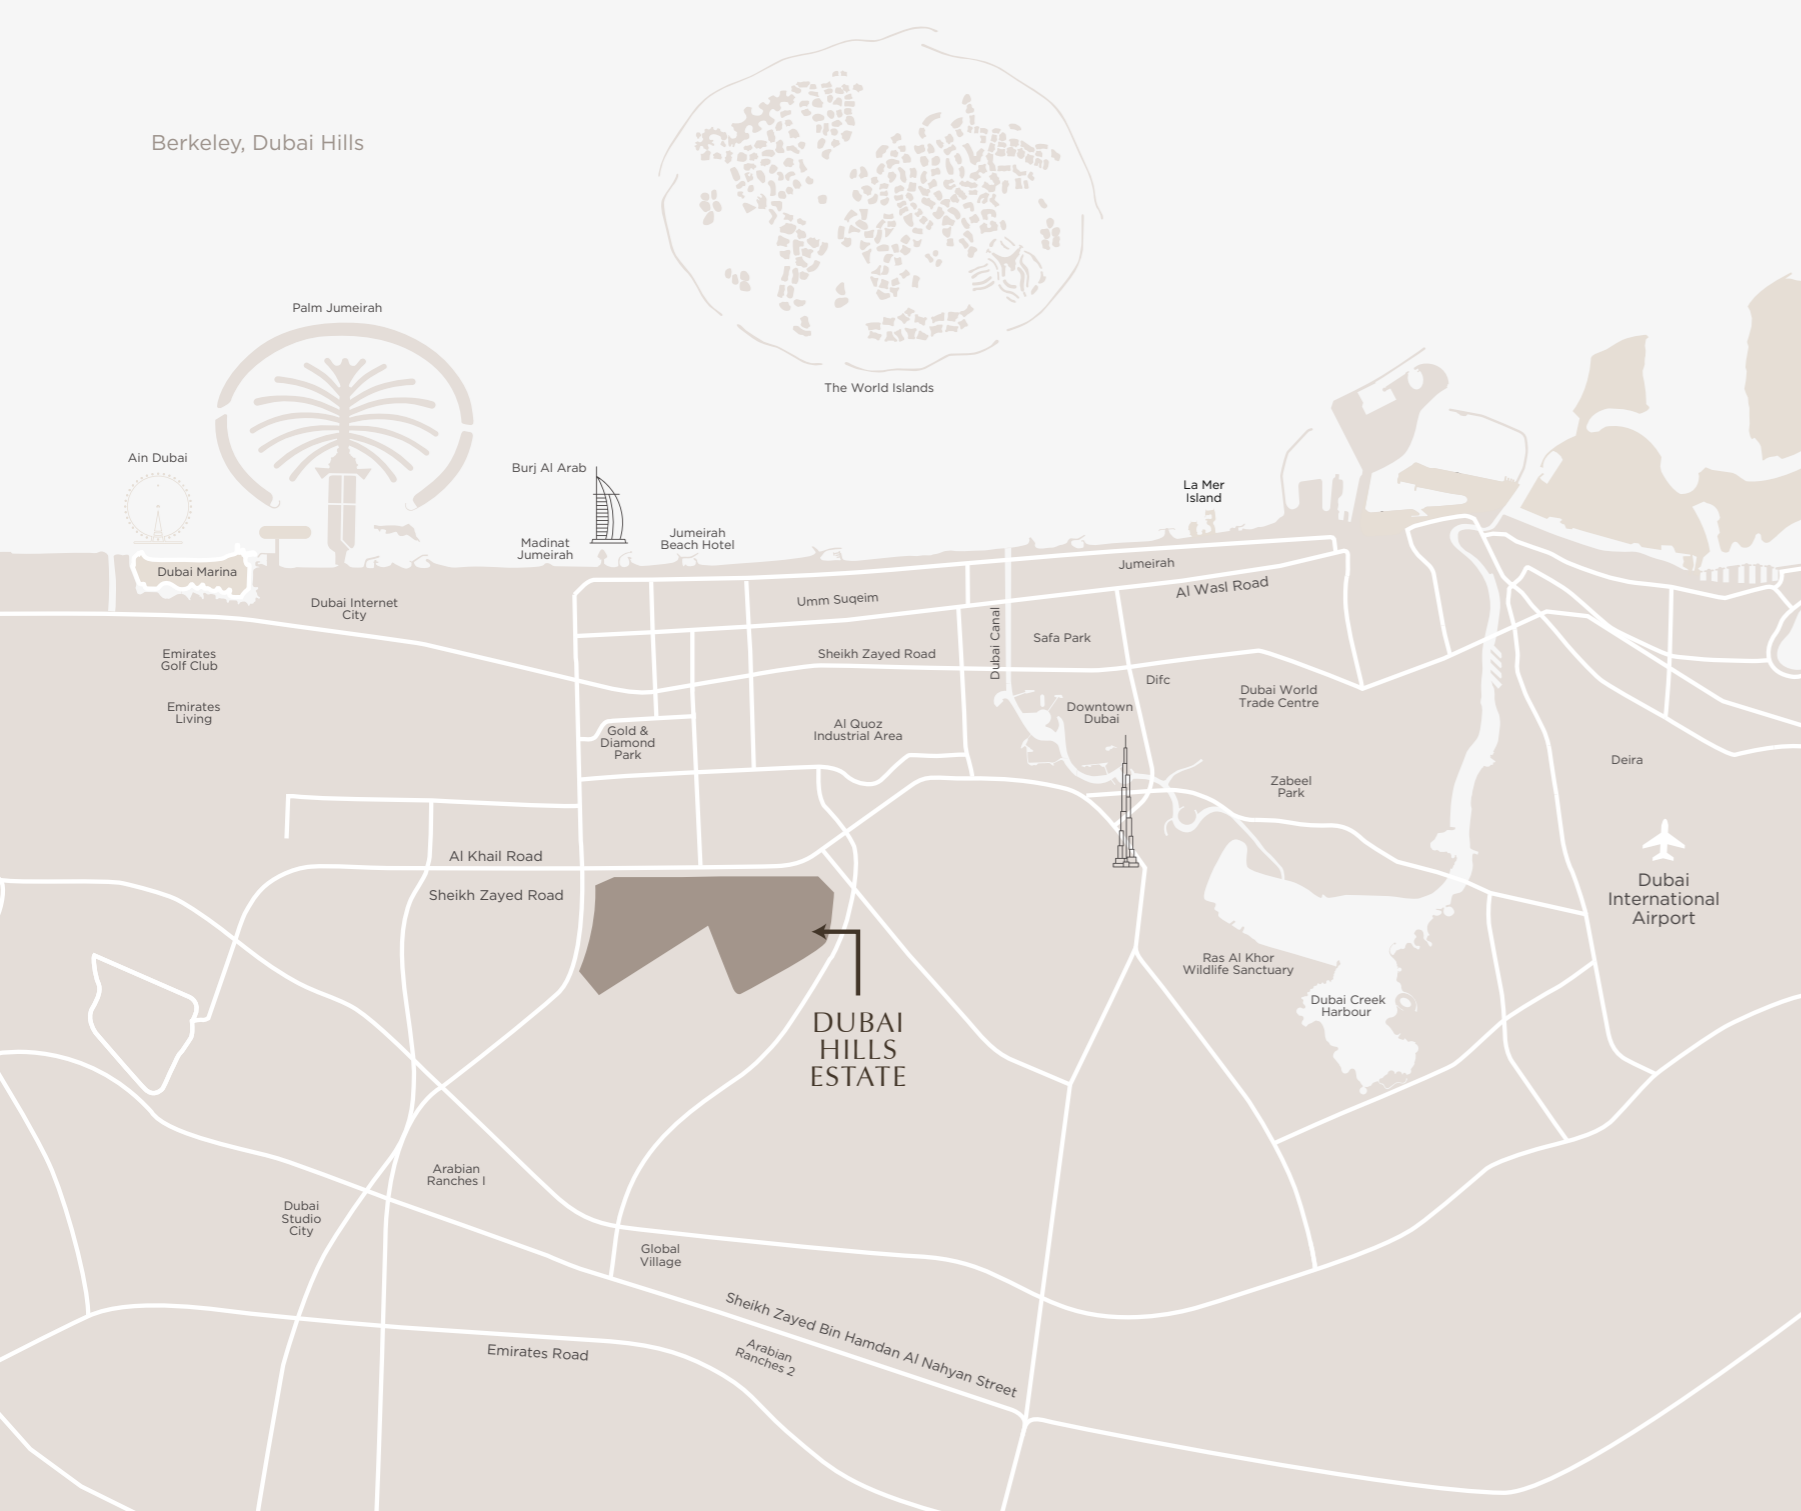 Berkeley, Dubai Hills
Palm Jumeirah
The World Islands
Ain Dubai
Burj Al Arab
La Mer
Island
Madinat
Jumeirah
Jumeirah
Beach Hotel
Dubai Marina
Jumeirah
Al Wasl Road
Dubai Internet
City
Umm Suqeim
Dubai Canal
Safa Park
Emirates
Golf Club
Sheikh Zayed Road
Difc
Dubai World
Trade Centre
Emirates
Living
Downtown
Dubai
Gold &
Diamond
Park
Al Quoz
Industrial Area
Deira
Zabeel
Park
Al Khail Road
Sheikh Zayed Road
Dubai
International
Airport
Ras Al Khor
Wildlife Sanctuary
Dubai Creek
Harbour
DUBAI
HILLS
ESTATE
Arabian
Ranches I
Dubai
Studio
City
Global
Village
Sheikh Zayed Bin Hamdan Al Nahyan Street
Emirates Road
Arabian
Ranches 2